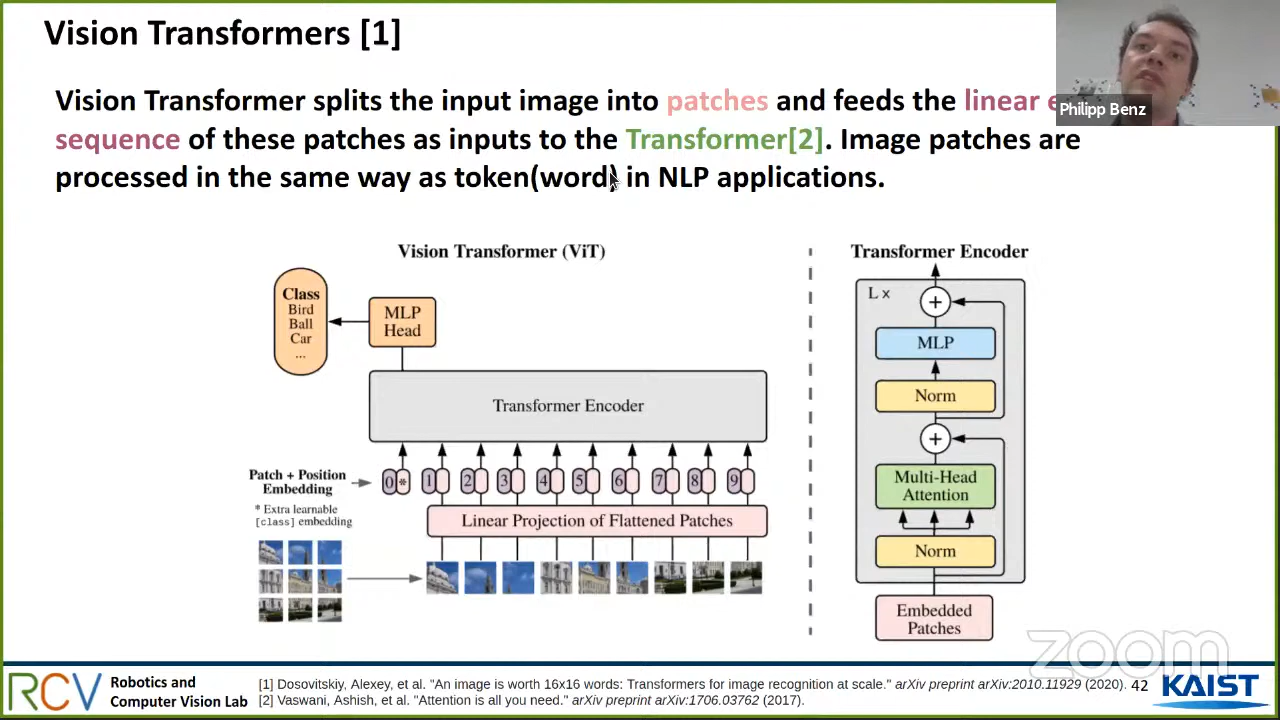 Vision Transformers [1]
Philipp Benz
Vision Transformer splits the input image into patches and feeds the linear
sequence of these patches as inputs to the Transformer[2]. Image patches are
processed in the same way as token(word) in NLP applications.
Vision Transformer (ViT)
Class
Bird
Ball
Car
...
MLP
Head
Transformer Encoder
Patch + Position
Embedding
0 * 1 2 3 4 5 6 7 8 9
* Extra learnable
[class] embedding
Linear Projection of Flattened Patches
Transformer Encoder
L x
+
MLP
Norm
+
Multi-Head
Attention
Norm
Embedded
Patches
zoom
RCV
Robotics and
Computer Vision Lab
[1] Dosovitskiy, Alexey, et al. "An image is worth 16x16 words: Transformers for image recognition at scale." arXiv preprint arXiv:2010.11929 (2020).
[2] Vaswani, Ashish, et al. "Attention is all you need." arXiv preprint arXiv:1706.03762 (2017).
42
KAIST